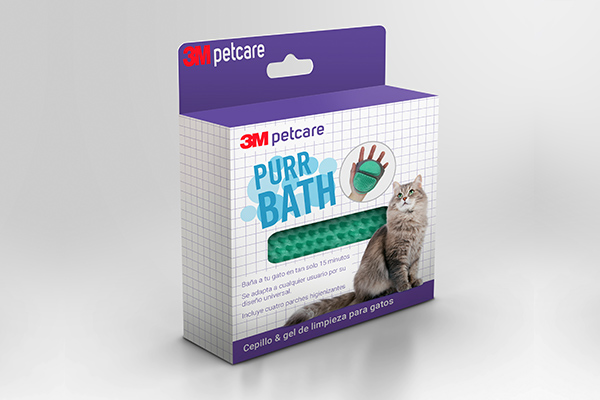 3M petcare
3M petcare
PURR
BATH
Baña a tu gato en tan solo 15 minutos
Se adapta a cualquier usuario por su
diseño universal.
Incluye cuatro parches higienizantes.
Cepillo & gel de limpieza para gatos